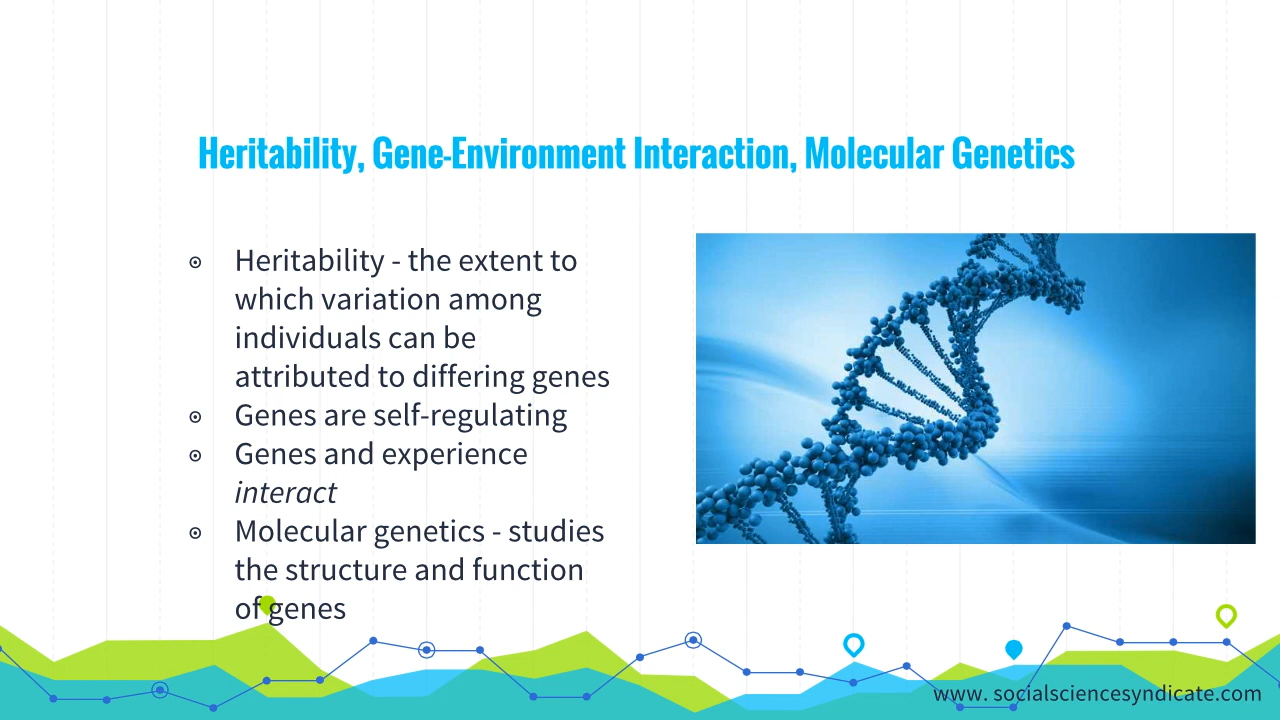 Heritability, Gene-Environment Interaction, Molecular Genetics
Heritability - the extent to
which variation among
individuals can be
attributed to differing genes
Genes are self-regulating
Genes and experience
interact
Molecular genetics - studies
the structure and function
of genes
www. socialsciencesyndicate.com